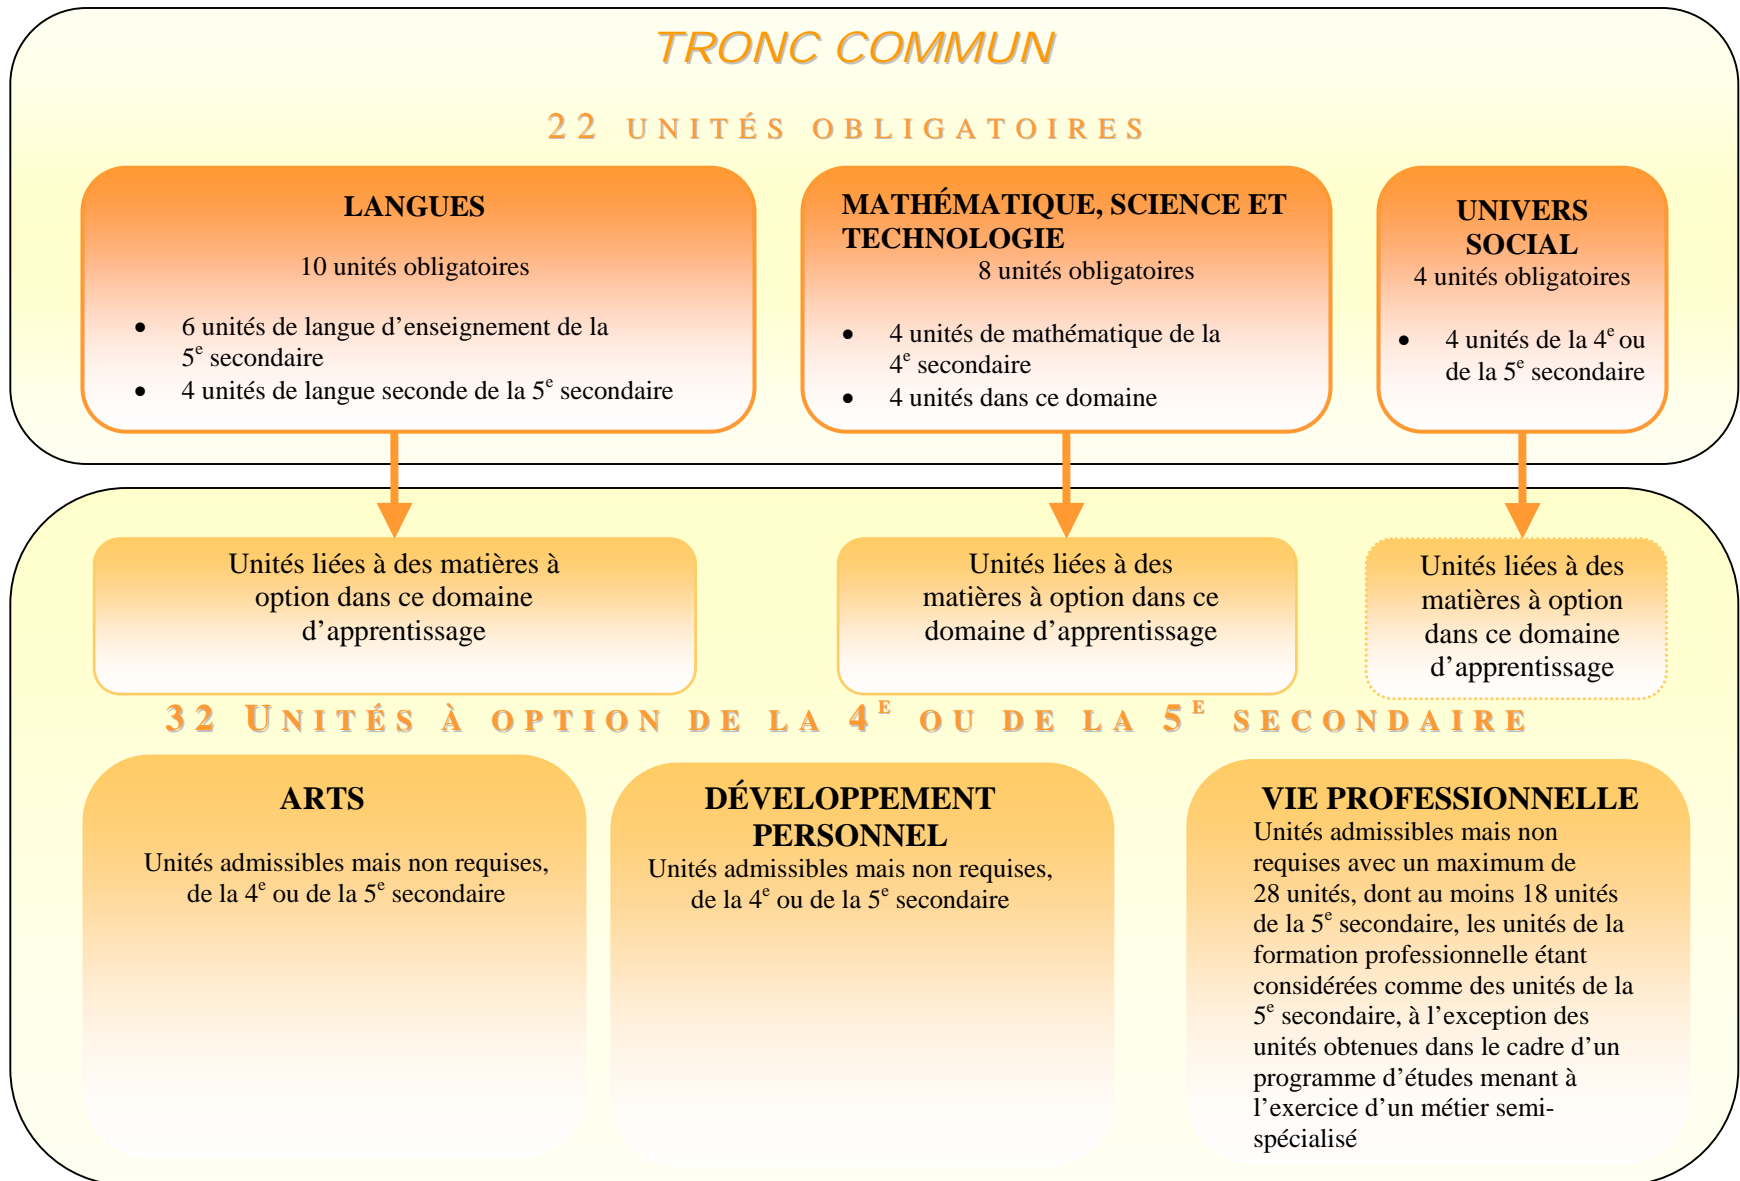 TRONC COMMUN
22 UNITÉS OBLIGATOIRES
LANGUES
10 unités obligatoires
• 6 unités de langue d’enseignement de la
5e secondaire
• 4 unités de langue seconde de la 5e secondaire
MATHÉMATIQUE, SCIENCE ET
TECHNOLOGIE
8 unités obligatoires
• 4 unités de mathématique de la
4e secondaire
• 4 unités dans ce domaine
UNIVERS
SOCIAL
4 unités obligatoires
• 4 unités de la 4e ou
de la 5e secondaire
Unités liées à des matières à
option dans ce domaine
d’apprentissage
Unités liées à des
matières à option dans ce
domaine d’apprentissage
Unités liées à des
matières à option
dans ce domaine
d’apprentissage
32 UNITÉS À OPTION DE LA 4E OU DE LA 5E SECONDAIRE
ARTS
Unités admissibles mais non requises,
de la 4e ou de la 5e secondaire
DÉVELOPPEMENT
PERSONNEL
Unités admissibles mais non requises,
de la 4e ou de la 5e secondaire
VIE PROFESSIONNELLE
Unités admissibles mais non
requises avec un maximum de
28 unités, dont au moins 18 unités
de la 5e secondaire, les unités de la
formation professionnelle étant
considérées comme des unités de la
5e secondaire, à l’exception des
unités obtenues dans le cadre d’un
programme d’études menant à
l’exercice d’un métier semi-
spécialisé